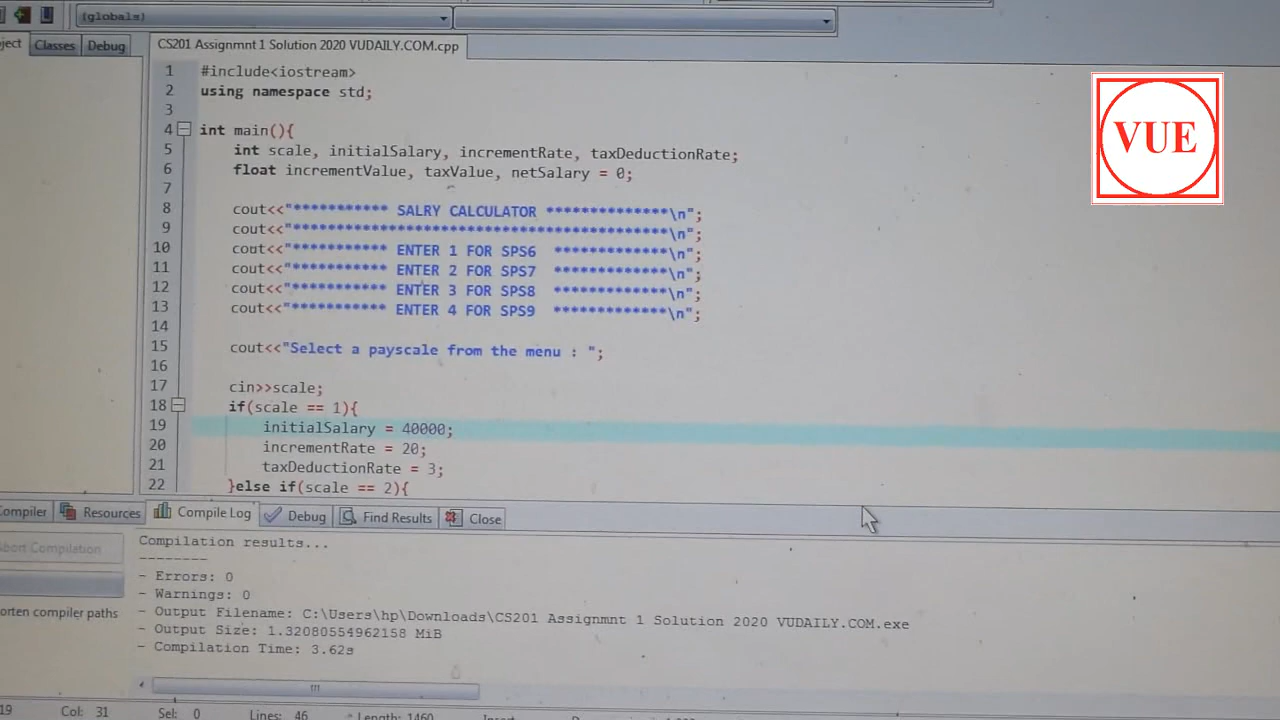 (globals)
ject Classes Debug
CS201 Assignmnt 1 Solution 2020 VUDAILY.COM.cpp
VUE
1 #include<iostream>
2 using namespace std;
3
4 int main(){
5 int scale, initialSalary, incrementRate, taxDeductionRate;
6 float incrementValue, taxValue, netSalary = 0;
7
8 cout<<"*********** SALRY CALCULATOR **************\n";
9 cout<<"*******************************************\n";
10 cout<<"*********** ENTER 1 FOR SPS6 *************\n";
11 cout<<"*********** ENTER 2 FOR SPS7 *************\n";
12 cout<<"*********** ENTER 3 FOR SPS8 *************\n";
13 cout<<"*********** ENTER 4 FOR SPS9 *************\n";
14
15 cout<<"Select a payscale from the menu : ";
16
17 cin>>scale;
18 if(scale == 1){
19 initialSalary = 40000;
20 incrementRate = 20;
21 taxDeductionRate = 3;
22 }else if(scale == 2){
Compiler Resources Compile Log Debug Find Results Close
Abort Compilation
orten compiler paths
Compilation results...
--------
- Errors: 0
- Warnings: 0
- Output Filename: C:\Users\hp\Downloads\CS201 Assignmnt 1 Solution 2020 VUDAILY.COM.exe
- Output Size: 1.32080554962158 MiB
- Compilation Time: 3.62s
19 Col: 31 Sel: 0 Lines: 46 Length: 1460